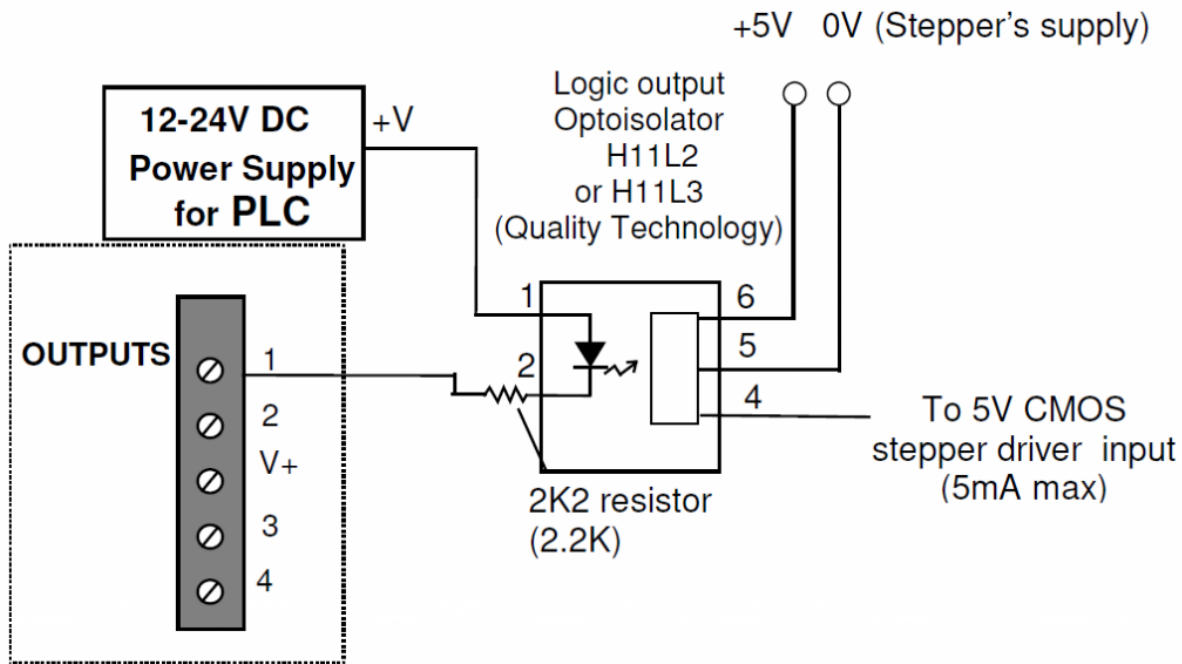 +5V 0V (Stepper's supply)
Logic output
Optoisolator
H11L2
or H11L3
(Quality Technology)
12-24V DC
Power Supply
for PLC
+V
OUTPUTS
1
2
V+
3
4
1
2
6
5
4
To 5V CMOS
stepper driver input
(5mA max)
2K2 resistor
(2.2K)